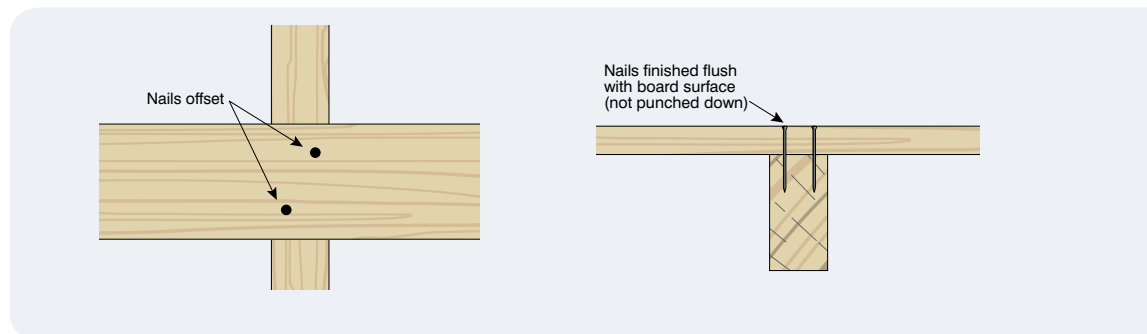 Nails offset
Nails finished flush
with board surface
(not punched down)